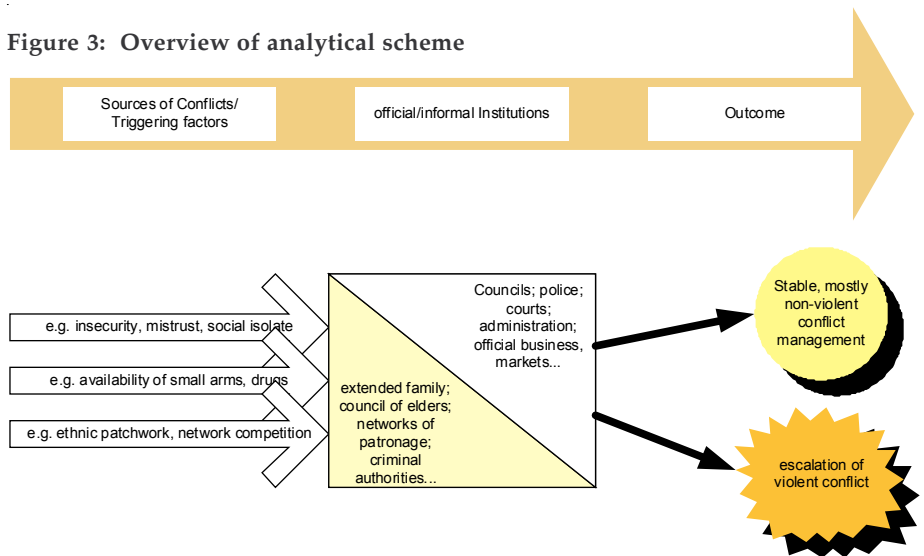 Figure 3: Overview of analytical scheme
Sources of Conflicts/
Triggering factors
official/informal Institutions
Outcome
e.g. insecurity, mistrust, social isolate
e.g. availability of small arms, drugs
e.g. ethnic patchwork, network competition
Councils; police;
courts;
administration;
official business,
markets...
extended family;
council of elders;
networks of
patronage;
criminal
authorities...
Stable, mostly
non-violent
conflict
management
escalation of
violent conflict